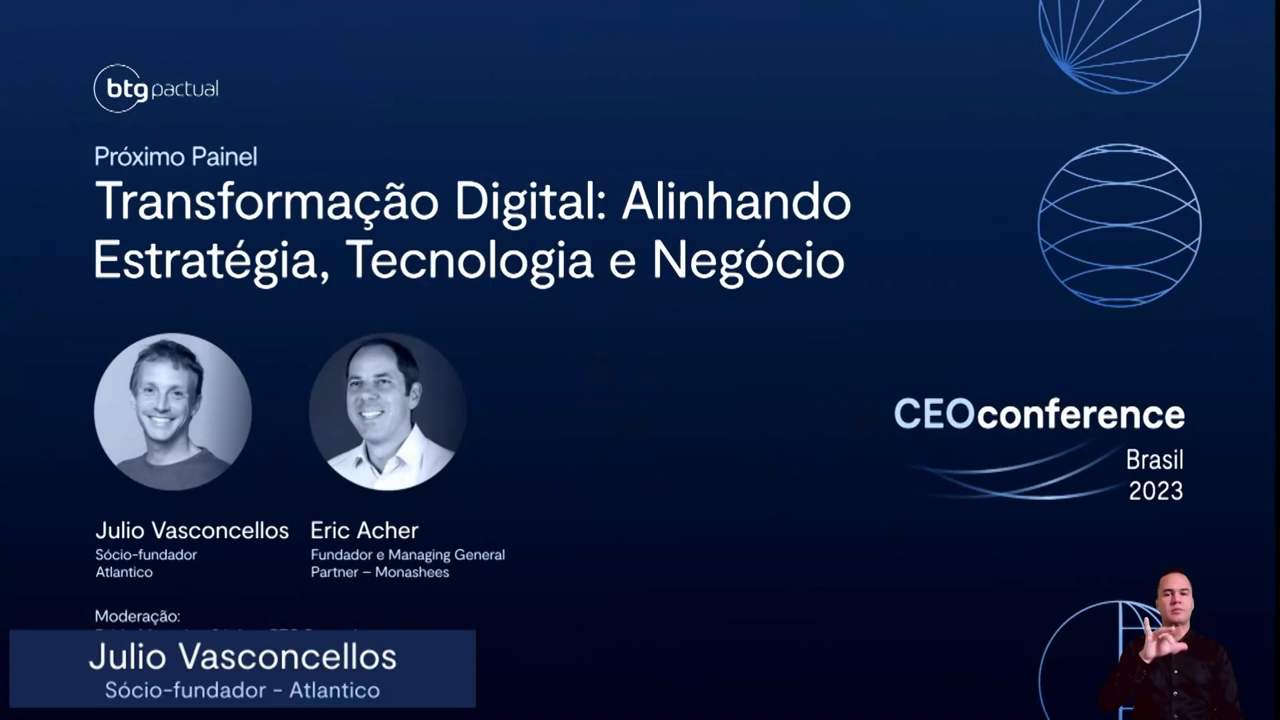 btg pactual
Próximo Painel
Transformação Digital: Alinhando
Estratégia, Tecnologia e Negócio
CEOconference
Brasil
2023
Julio Vasconcellos
Sócio-fundador
Atlantico
Eric Acher
Fundador e Managing General
Partner – Monashees
Moderação:
Julio Vasconcellos
Sócio-fundador - Atlantico